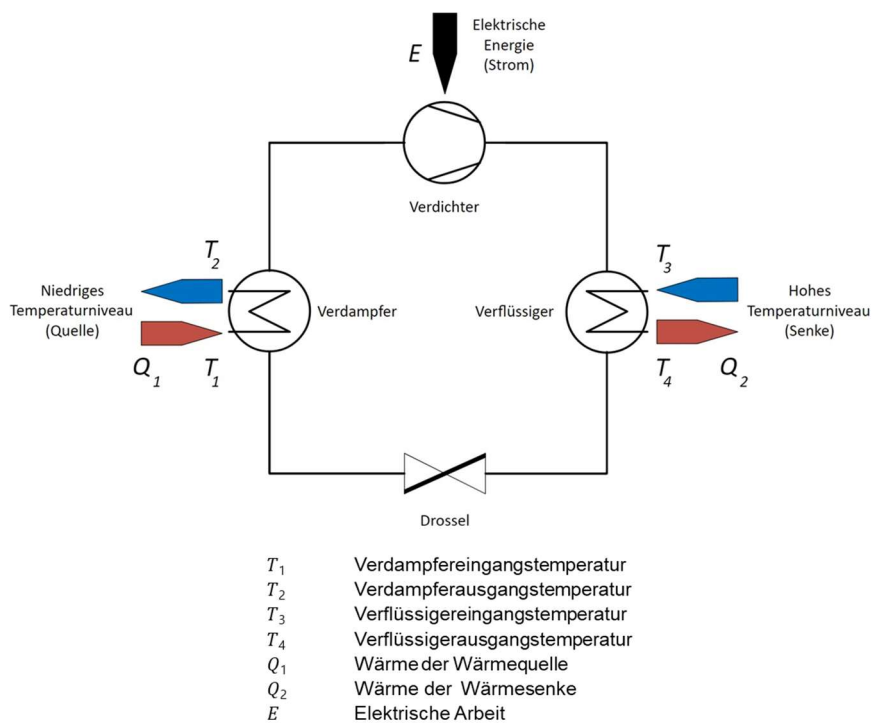 Elektrische
Energie
(Strom)
E
Verdichter
T₂
T₃
Niedriges
Temperaturniveau
(Quelle)
Verdampfer
Verflüssiger
Hohes
Temperaturniveau
(Senke)
Q₁
T₁
T₄
Q₂
Drossel
T₁ Verdampfereingangstemperatur
T₂ Verdampferausgangstemperatur
T₃ Verflüssigereingangstemperatur
T₄ Verflüssigerausgangstemperatur
Q₁ Wärme der Wärmequelle
Q₂ Wärme der Wärmesenke
E Elektrische Arbeit